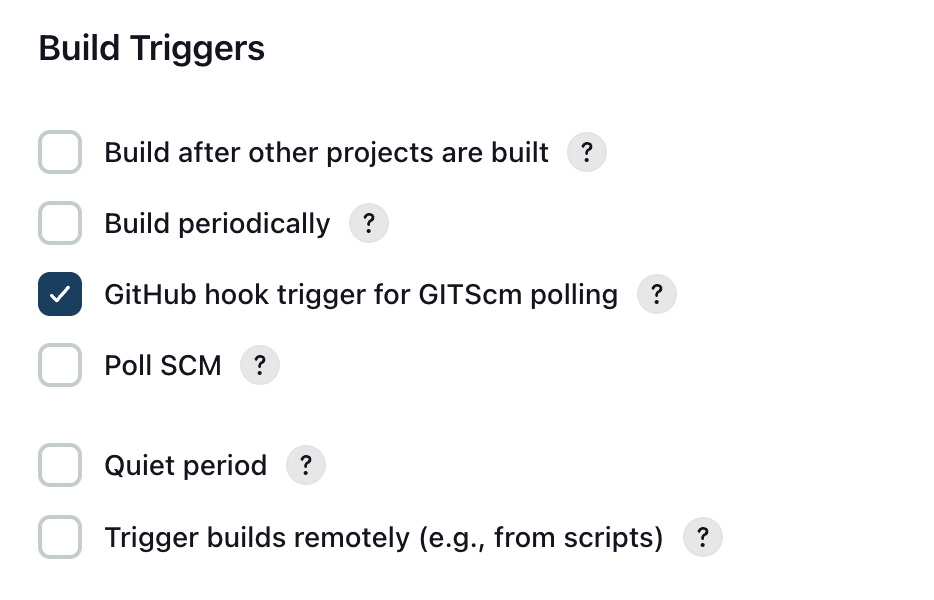 Build Triggers
Build after other projects are built ?
Build periodically ?
GitHub hook trigger for GITScm polling ?
Poll SCM ?
Quiet period ?
Trigger builds remotely (e.g., from scripts) ?